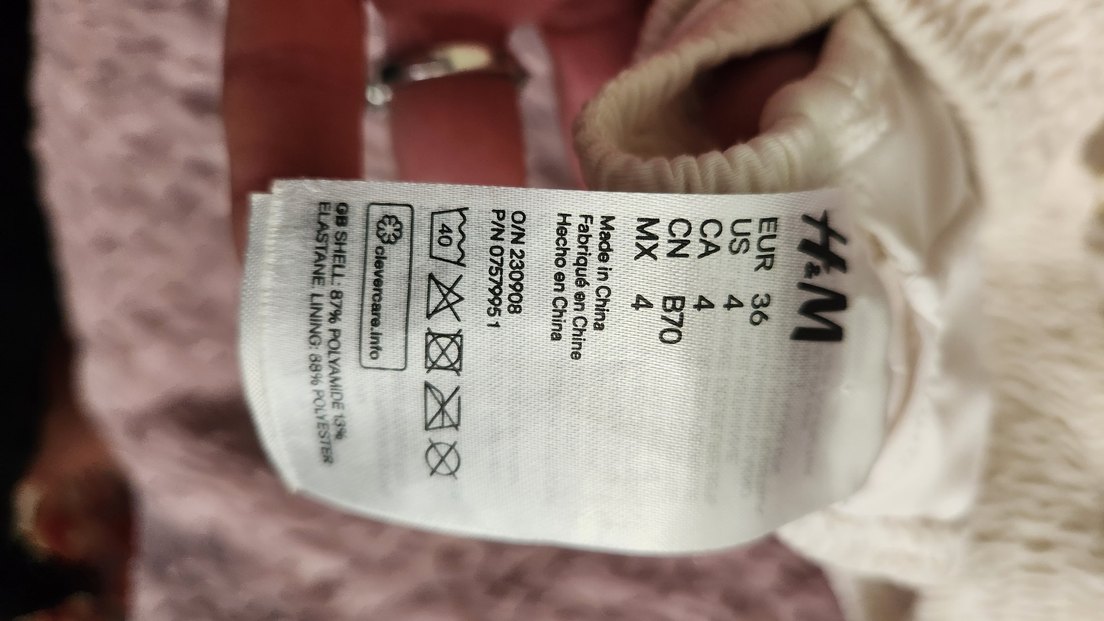 H&M
EUR 36
US 4
CA 4
CN B70
MX 4
Made in China
Fabriqué en Chine
Hecho en China
O/N 230908
P/N 0757995 1
40
clevercare.info
GB SHELL: 87% POLYAMIDE 13%
ELASTANE. LINING: 88% POLYESTER